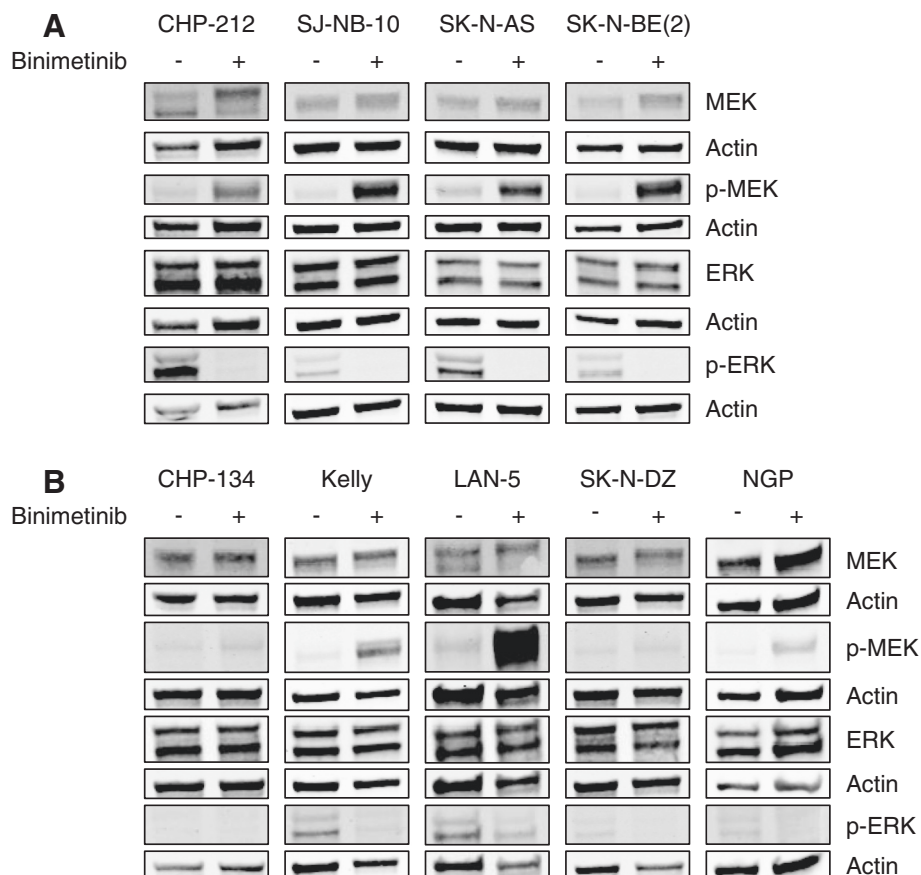 A CHP-212 SJ-NB-10 SK-N-AS SK-N-BE(2)
Binimetinib - + - + - + - +
MEK
Actin
p-MEK
Actin
ERK
Actin
p-ERK
Actin
B CHP-134 Kelly LAN-5 SK-N-DZ NGP
Binimetinib - + - + - + - + - +
MEK
Actin
p-MEK
Actin
ERK
Actin
p-ERK
Actin